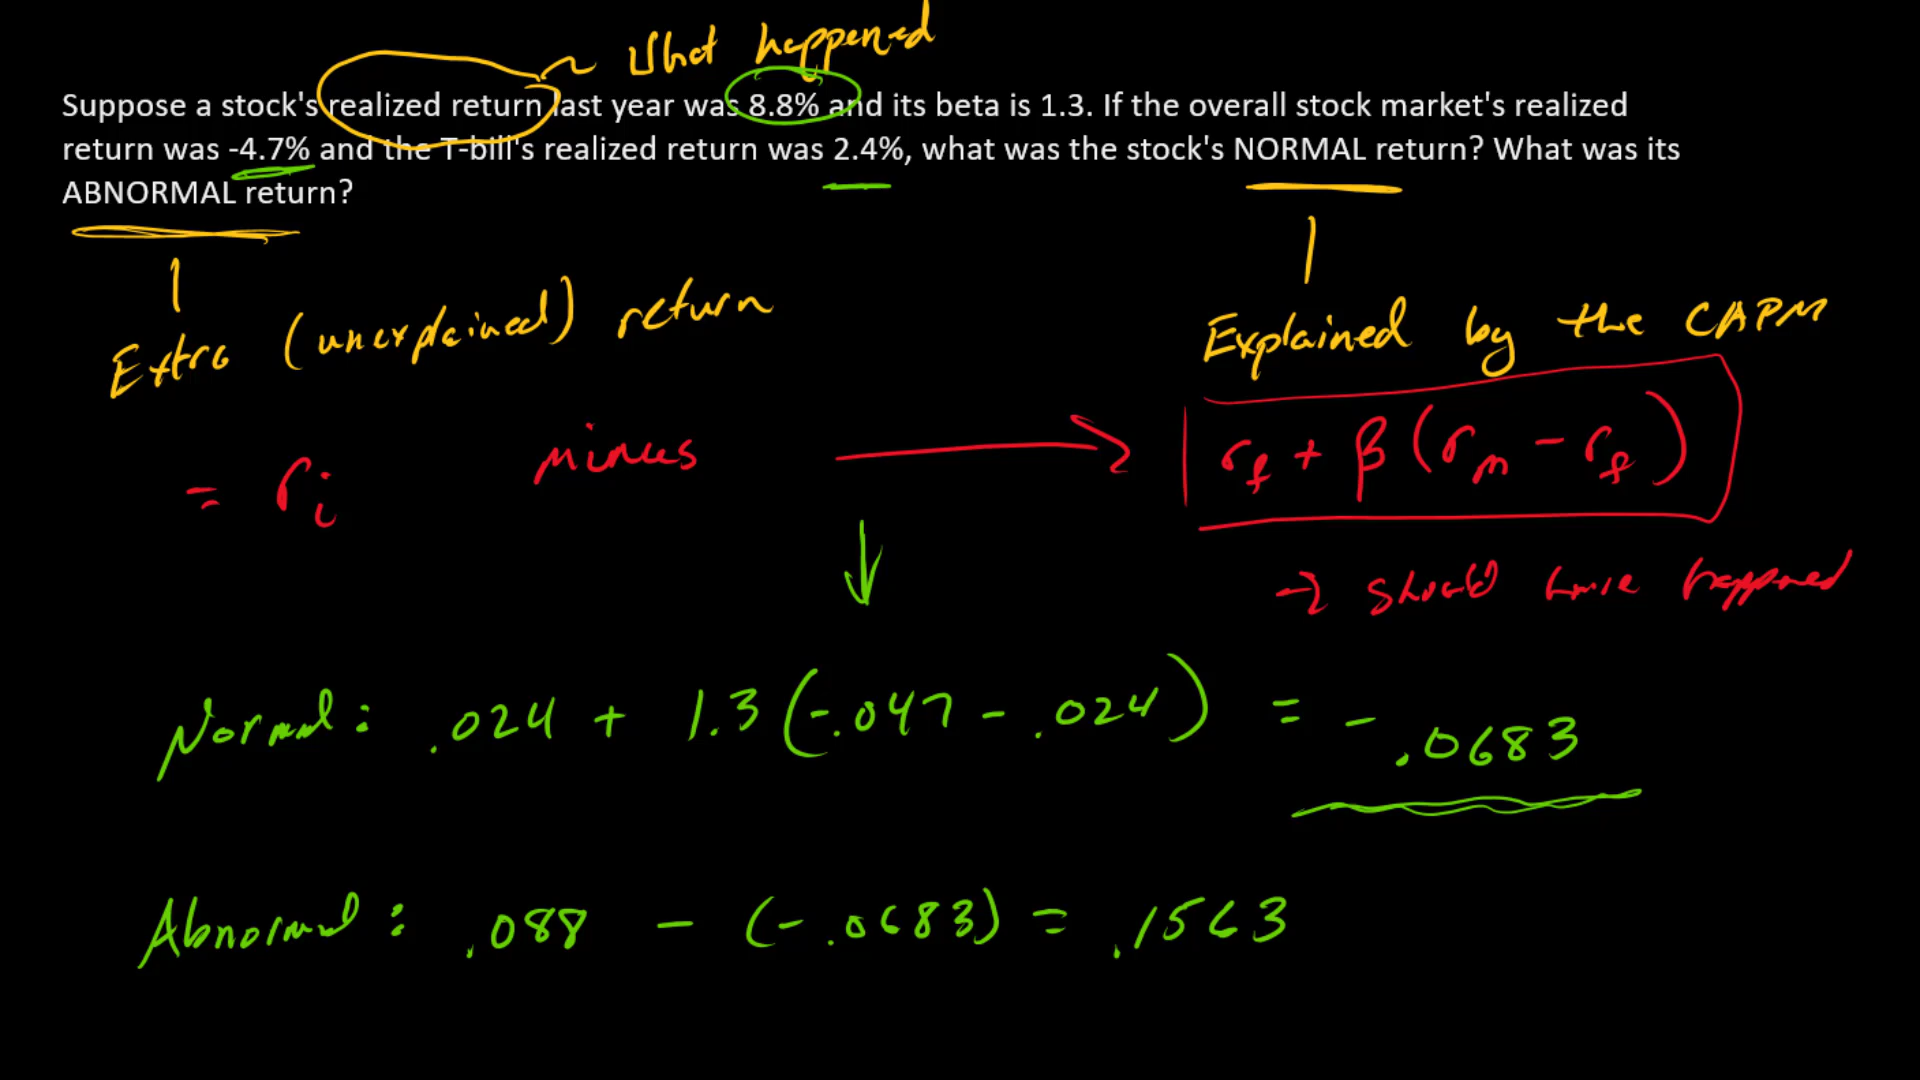 What happened
Suppose a stock's realized return last year was 8.8% and its beta is 1.3. If the overall stock market's realized
return was -4.7% and the T-bill's realized return was 2.4%, what was the stock's NORMAL return? What was its
ABNORMAL return?
Extra (unexplained) return
Explained by the CAPM
= ri minus → rf + β (rm - rf)
→ should have happened
Normal: .024 + 1.3 (-.047 - .024) = -.0683
Abnormal: .088 - (-.0683) = .1563